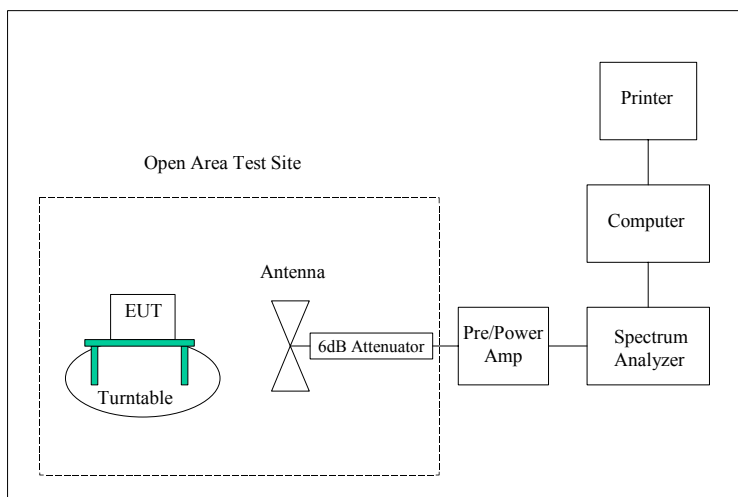 Printer
Open Area Test Site
Computer
Antenna
EUT
6dB Attenuator
Pre/Power
Amp
Spectrum
Analyzer
Turntable